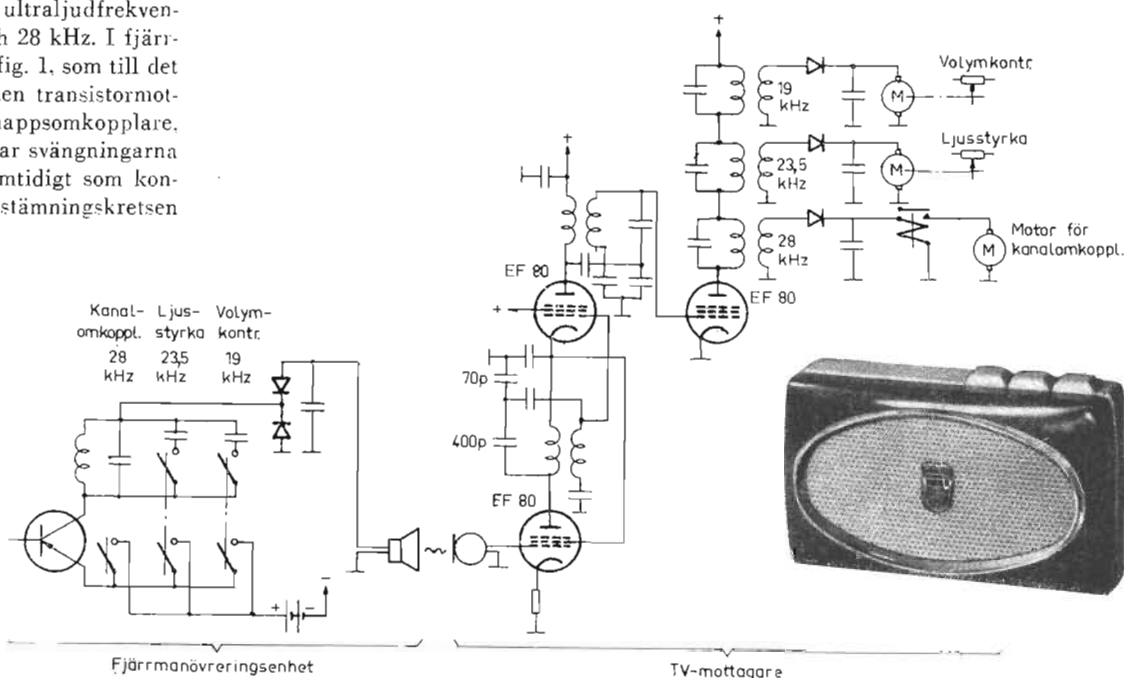 ultraljudfrekven-
h 28 kHz. I fjärr-
fig. 1, som till det
en transistormot-
nappsomkopplare,
ar svängningarna
mtidigt som kon-
stämningskretsen
+
Volymkontr.
19
kHz
M
Ljusstyrka
23,5
kHz
M
28
kHz
Motor för
kanalomkoppl.
M
+
EF 80
+
EF 80
70p
400p
EF 80
Kanal- Ljus- Volym-
omkoppl. styrka kontr.
28 23,5 19
kHz kHz kHz
+ - -
Fjärrmanövreringsenhet
TV-mottagare